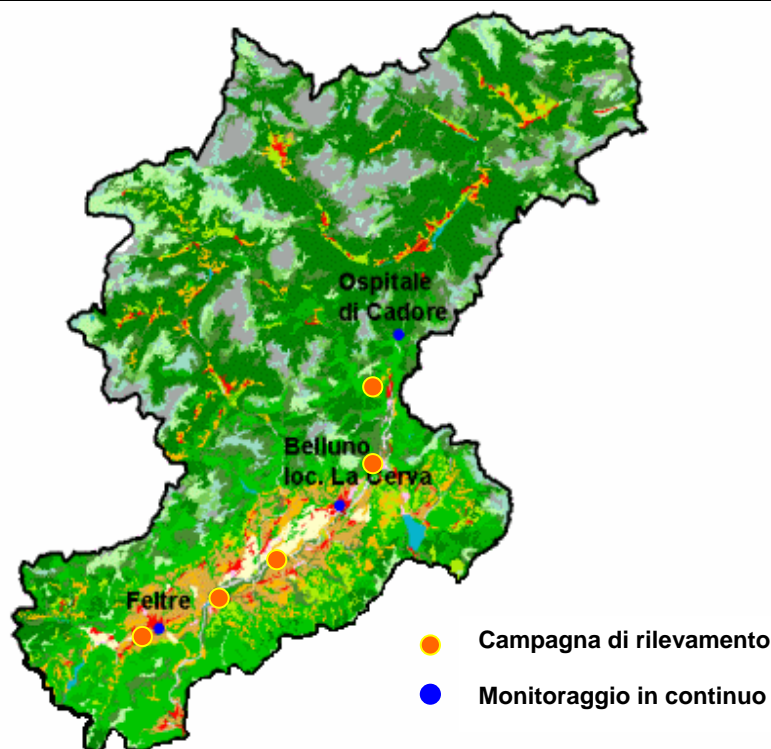 Ospitale
di Cadore
Belluno
loc. La Cerva
Feltre
Campagna di rilevamento
Monitoraggio in continuo